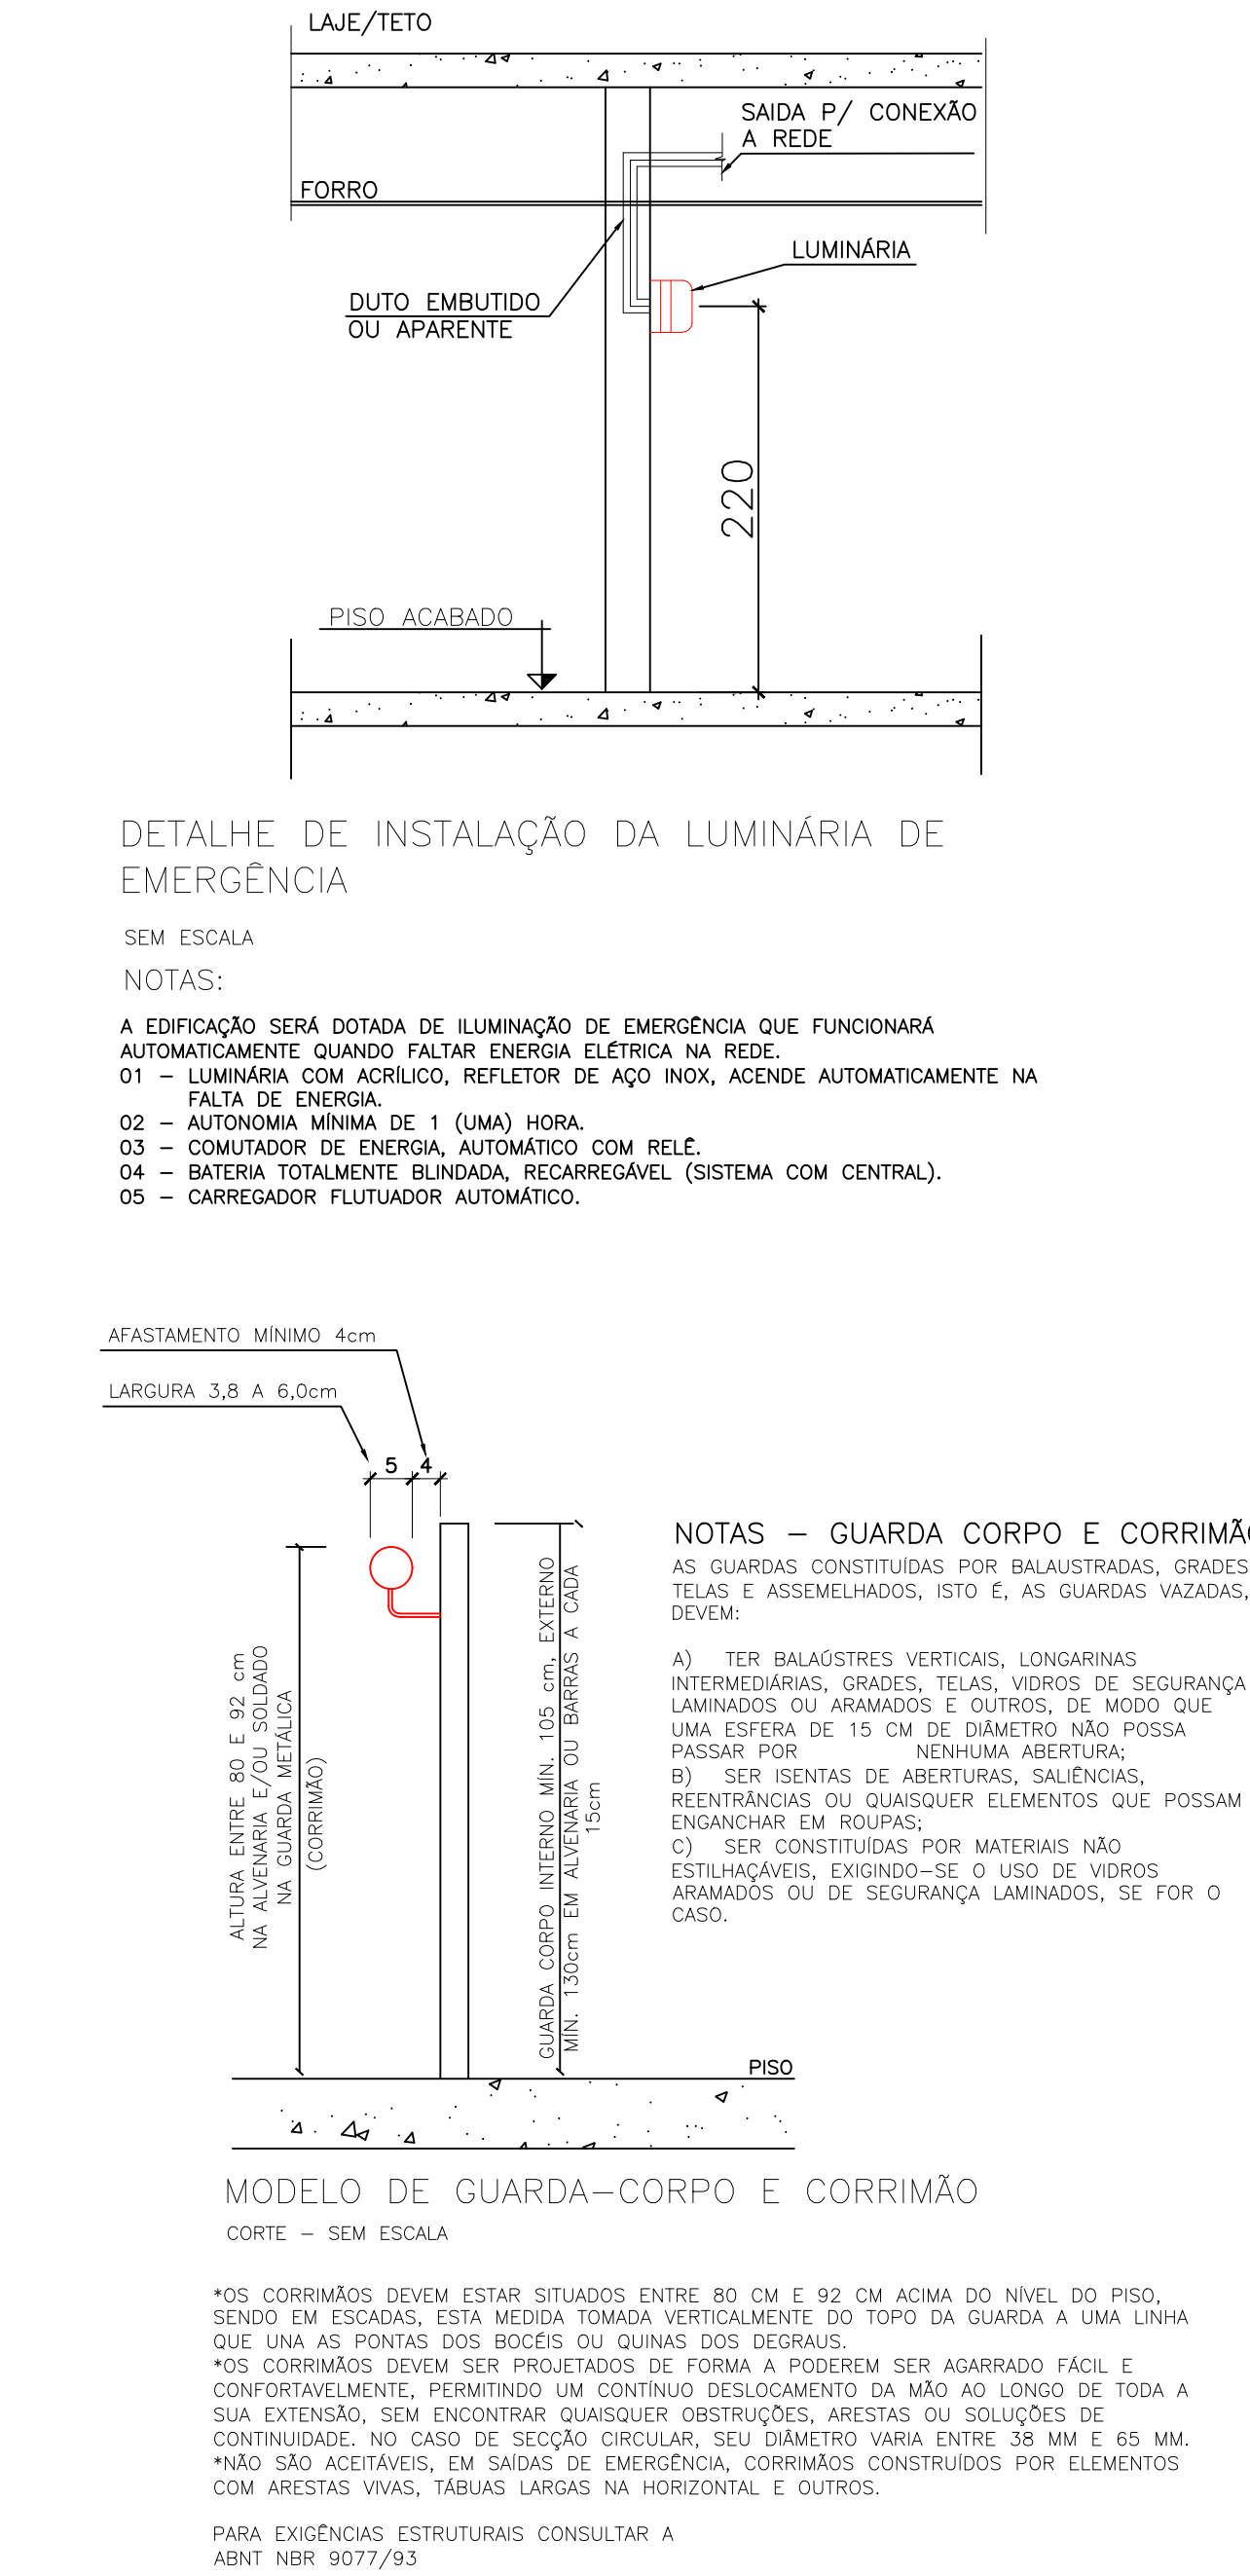 LAJE/TETO
SAIDA P/ CONEXÃO
A REDE
FORRO
LUMINÁRIA
DUTO EMBUTIDO
OU APARENTE
220
PISO ACABADO
DETALHE DE INSTALAÇÃO DA LUMINÁRIA DE
EMERGÊNCIA
SEM ESCALA
NOTAS:
A EDIFICAÇÃO SERÁ DOTADA DE ILUMINAÇÃO DE EMERGÊNCIA QUE FUNCIONARÁ
AUTOMATICAMENTE QUANDO FALTAR ENERGIA ELÉTRICA NA REDE.
01 – LUMINÁRIA COM ACRÍLICO, REFLETOR DE AÇO INOX, ACENDE AUTOMATICAMENTE NA
FALTA DE ENERGIA.
02 – AUTONOMIA MÍNIMA DE 1 (UMA) HORA.
03 – COMUTADOR DE ENERGIA, AUTOMÁTICO COM RELÊ.
04 – BATERIA TOTALMENTE BLINDADA, RECARREGÁVEL (SISTEMA COM CENTRAL).
05 – CARREGADOR FLUTUADOR AUTOMÁTICO.
AFASTAMENTO MÍNIMO 4cm
LARGURA 3,8 A 6,0cm
5 4
ALTURA ENTRE 80 E 92 cm
NA ALVENARIA E/OU SOLDADO
NA GUARDA METÁLICA
(CORRIMÃO)
GUARDA CORPO INTERNO MÍN. 105 cm, EXTERNO
MÍN. 130cm EM ALVENARIA OU BARRAS A CADA
15cm
PISO
NOTAS – GUARDA CORPO E CORRIMÃO
AS GUARDAS CONSTITUÍDAS POR BALAUSTRADAS, GRADES
TELAS E ASSEMELHADOS, ISTO É, AS GUARDAS VAZADAS,
DEVEM:
A) TER BALAÚSTRES VERTICAIS, LONGARINAS
INTERMEDIÁRIAS, GRADES, TELAS, VIDROS DE SEGURANÇA
LAMINADOS OU ARAMADOS E OUTROS, DE MODO QUE
UMA ESFERA DE 15 CM DE DIÂMETRO NÃO POSSA
PASSAR POR NENHUMA ABERTURA;
B) SER ISENTAS DE ABERTURAS, SALIÊNCIAS,
REENTRÂNCIAS OU QUAISQUER ELEMENTOS QUE POSSAM
ENGANCHAR EM ROUPAS;
C) SER CONSTITUÍDAS POR MATERIAIS NÃO
ESTILHAÇÁVEIS, EXIGINDO–SE O USO DE VIDROS
ARAMADOS OU DE SEGURANÇA LAMINADOS, SE FOR O
CASO.
MODELO DE GUARDA–CORPO E CORRIMÃO
CORTE – SEM ESCALA
*OS CORRIMÃOS DEVEM ESTAR SITUADOS ENTRE 80 CM E 92 CM ACIMA DO NÍVEL DO PISO,
SENDO EM ESCADAS, ESTA MEDIDA TOMADA VERTICALMENTE DO TOPO DA GUARDA A UMA LINHA
QUE UNA AS PONTAS DOS BOCÉIS OU QUINAS DOS DEGRAUS.
*OS CORRIMÃOS DEVEM SER PROJETADOS DE FORMA A PODEREM SER AGARRADO FÁCIL E
CONFORTAVELMENTE, PERMITINDO UM CONTÍNUO DESLOCAMENTO DA MÃO AO LONGO DE TODA A
SUA EXTENSÃO, SEM ENCONTRAR QUAISQUER OBSTRUÇÕES, ARESTAS OU SOLUÇÕES DE
CONTINUIDADE. NO CASO DE SECÇÃO CIRCULAR, SEU DIÂMETRO VARIA ENTRE 38 MM E 65 MM.
*NÃO SÃO ACEITÁVEIS, EM SAÍDAS DE EMERGÊNCIA, CORRIMÃOS CONSTRUÍDOS POR ELEMENTOS
COM ARESTAS VIVAS, TÁBUAS LARGAS NA HORIZONTAL E OUTROS.
PARA EXIGÊNCIAS ESTRUTURAIS CONSULTAR A
ABNT NBR 9077/93